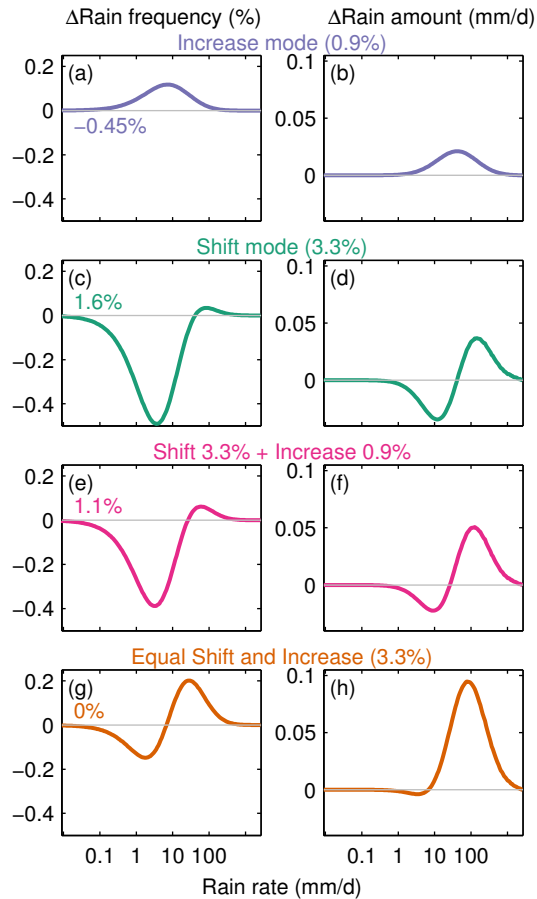 ΔRain frequency (%) ΔRain amount (mm/d)
Increase mode (0.9%)
(a) (b)
0.2
0
−0.2
−0.4
−0.45%
0.1
0.05
0
Shift mode (3.3%)
(c) (d)
0.2
0
−0.2
−0.4
1.6%
0.1
0.05
0
Shift 3.3% + Increase 0.9%
(e) (f)
0.2
0
−0.2
−0.4
1.1%
0.1
0.05
0
Equal Shift and Increase (3.3%)
(g) (h)
0.2
0
−0.2
−0.4
0%
0.1
0.05
0
0.1 1 10 100 0.1 1 10 100
Rain rate (mm/d)